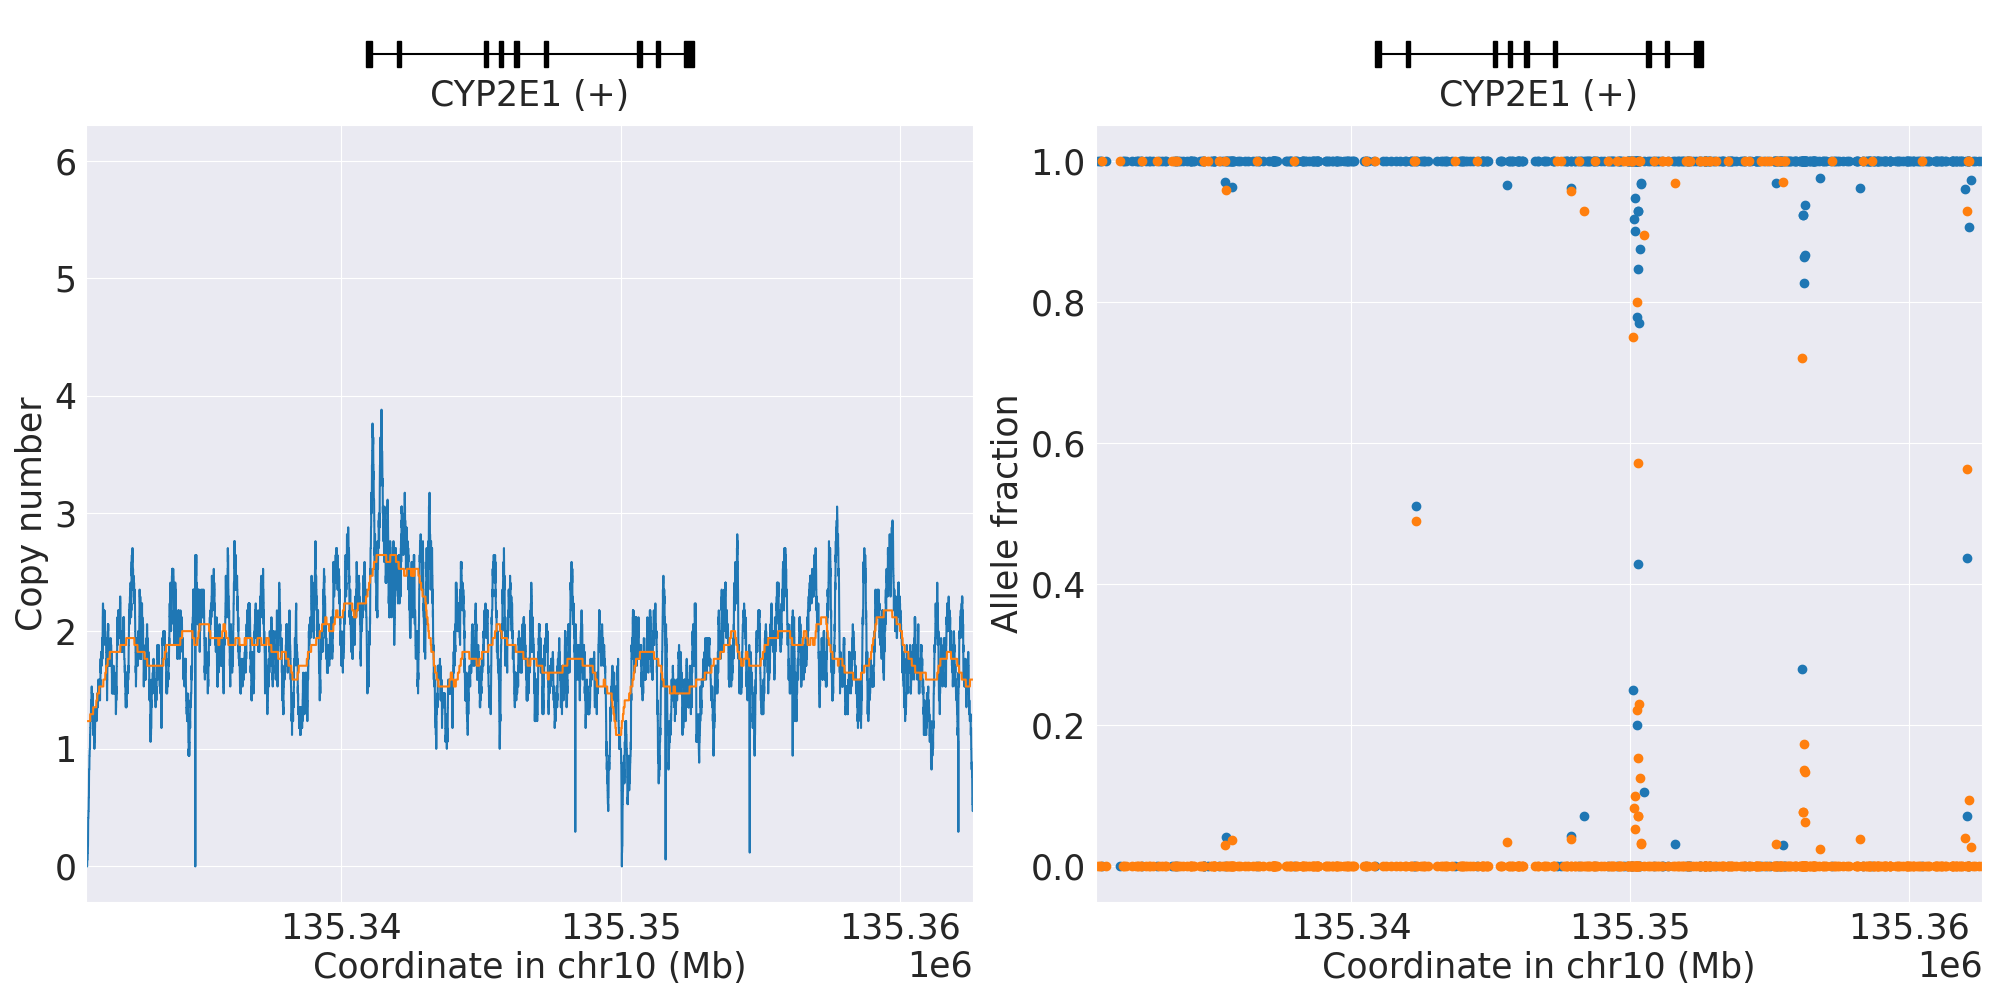 CYP2E1 (+)
6
5
4
3
2
1
0
Copy number
135.34 135.35 135.36
Coordinate in chr10 (Mb)
1e6
CYP2E1 (+)
1.0
0.8
0.6
0.4
0.2
0.0
Allele fraction
135.34 135.35 135.36
Coordinate in chr10 (Mb)
1e6